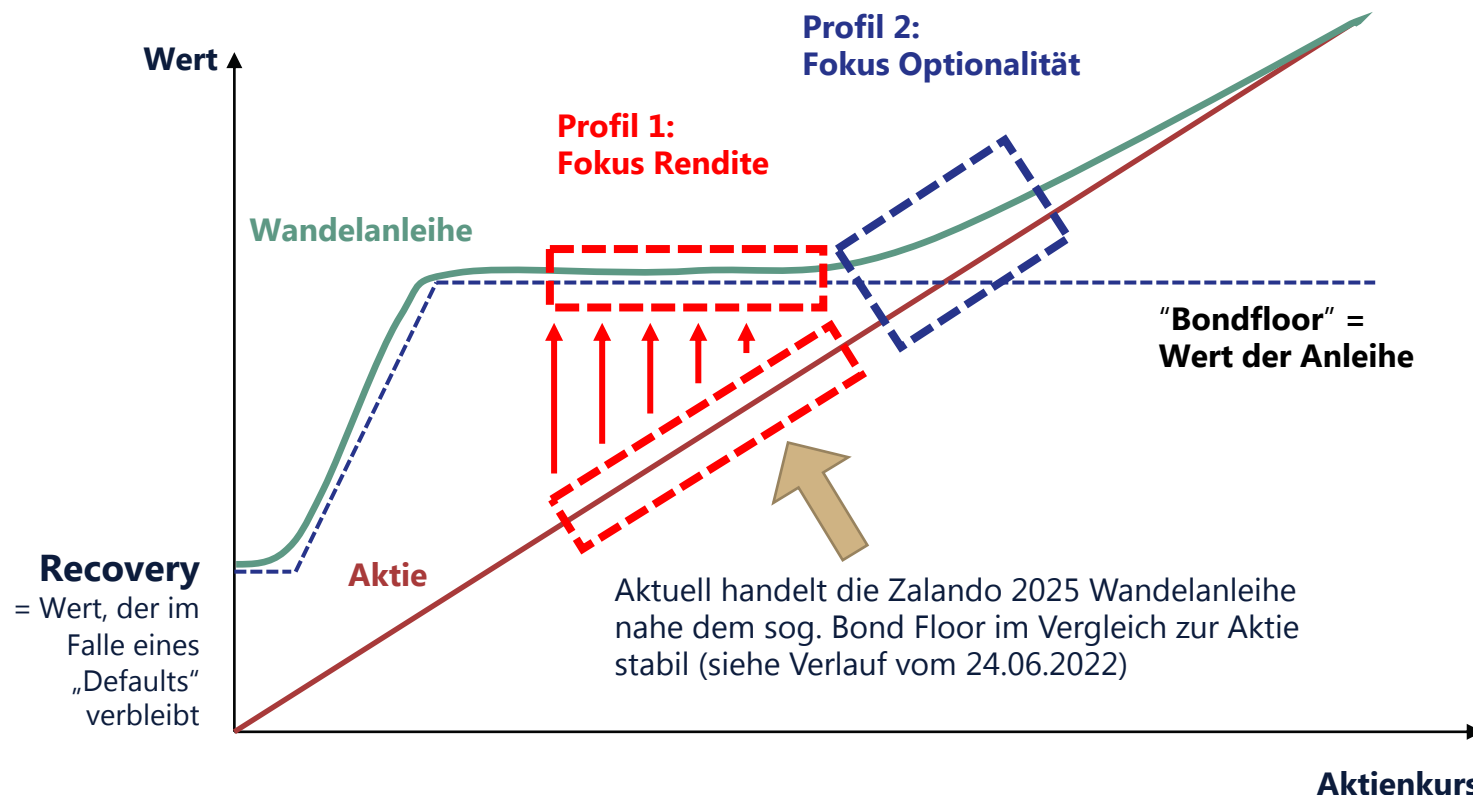 Profil 2:
Fokus Optionalität
Wert
Profil 1:
Fokus Rendite
Wandelanleihe
"Bondfloor" =
Wert der Anleihe
Recovery
= Wert, der im
Falle eines
„Defaults“
verbleibt
Aktie
Aktuell handelt die Zalando 2025 Wandelanleihe
nahe dem sog. Bond Floor im Vergleich zur Aktie
stabil (siehe Verlauf vom 24.06.2022)
Aktienkurs